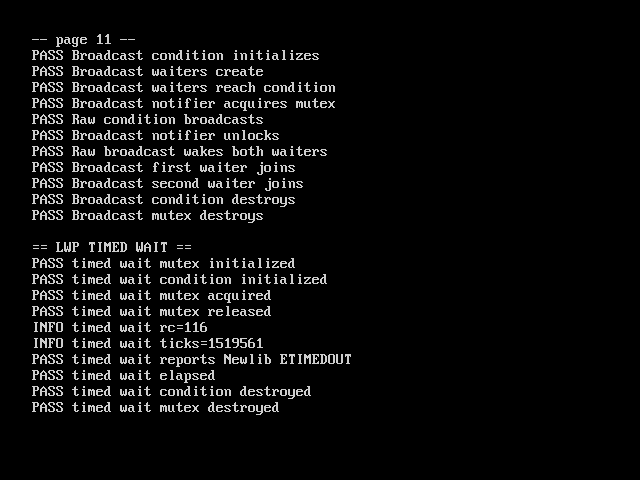 -- page 11 --
PASS Broadcast condition initializes
PASS Broadcast waiters create
PASS Broadcast waiters reach condition
PASS Broadcast notifier acquires mutex
PASS Raw condition broadcasts
PASS Broadcast notifier unlocks
PASS Raw broadcast wakes both waiters
PASS Broadcast first waiter joins
PASS Broadcast second waiter joins
PASS Broadcast condition destroys
PASS Broadcast mutex destroys
== LWP TIMED WAIT ==
PASS timed wait mutex initialized
PASS timed wait condition initialized
PASS timed wait mutex acquired
PASS timed wait mutex released
INFO timed wait rc=116
INFO timed wait ticks=1519561
PASS timed wait reports Newlib ETIMEDOUT
PASS timed wait elapsed
PASS timed wait condition destroyed
PASS timed wait mutex destroyed